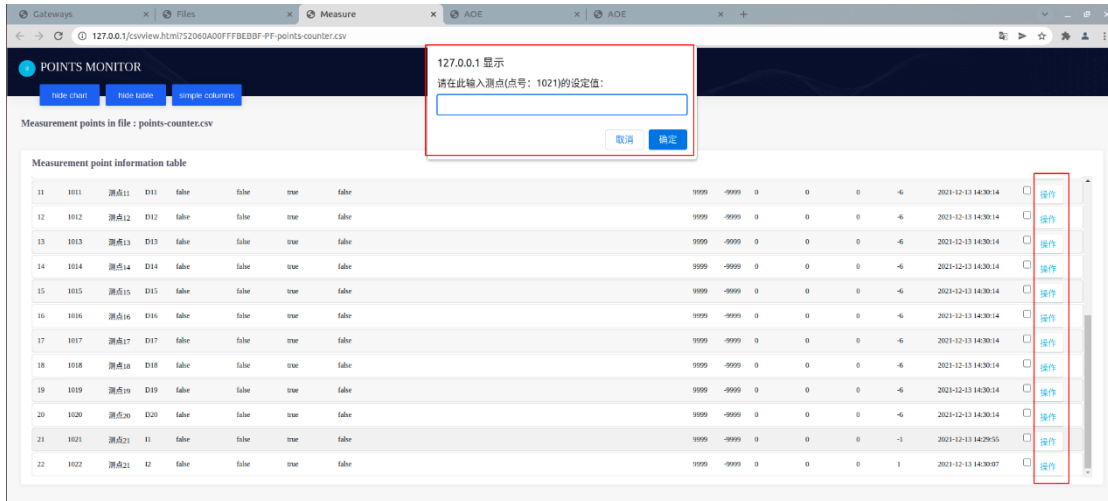 Gateways Files Measure AOE AOE
127.0.0.1/csvview.html?52060A00FFFBEBBF-PF-points-counter.csv
POINTS MONITOR
hide chart hide table simple columns
127.0.0.1 显示
请在此输入测点(点号：1021)的设定值：
取消 确定
Measurement points in file : points-counter.csv
Measurement point information table
11 1011 测点11 D11 false false true false 9999 -9999 0 0 0 -6 2021-12-13 14:30:14 操作
12 1012 测点12 D12 false false true false 9999 -9999 0 0 0 -6 2021-12-13 14:30:14 操作
13 1013 测点13 D13 false false true false 9999 -9999 0 0 0 -6 2021-12-13 14:30:14 操作
14 1014 测点14 D14 false false true false 9999 -9999 0 0 0 -6 2021-12-13 14:30:14 操作
15 1015 测点15 D15 false false true false 9999 -9999 0 0 0 -6 2021-12-13 14:30:14 操作
16 1016 测点16 D16 false false true false 9999 -9999 0 0 0 -6 2021-12-13 14:30:14 操作
17 1017 测点17 D17 false false true false 9999 -9999 0 0 0 -6 2021-12-13 14:30:14 操作
18 1018 测点18 D18 false false true false 9999 -9999 0 0 0 -6 2021-12-13 14:30:14 操作
19 1019 测点19 D19 false false true false 9999 -9999 0 0 0 -6 2021-12-13 14:30:14 操作
20 1020 测点20 D20 false false true false 9999 -9999 0 0 0 -6 2021-12-13 14:30:14 操作
21 1021 测点21 I1 false false true false 9999 -9999 0 0 0 -1 2021-12-13 14:29:55 操作
22 1022 测点21 I2 false false true false 9999 -9999 0 0 0 1 2021-12-13 14:30:07 操作